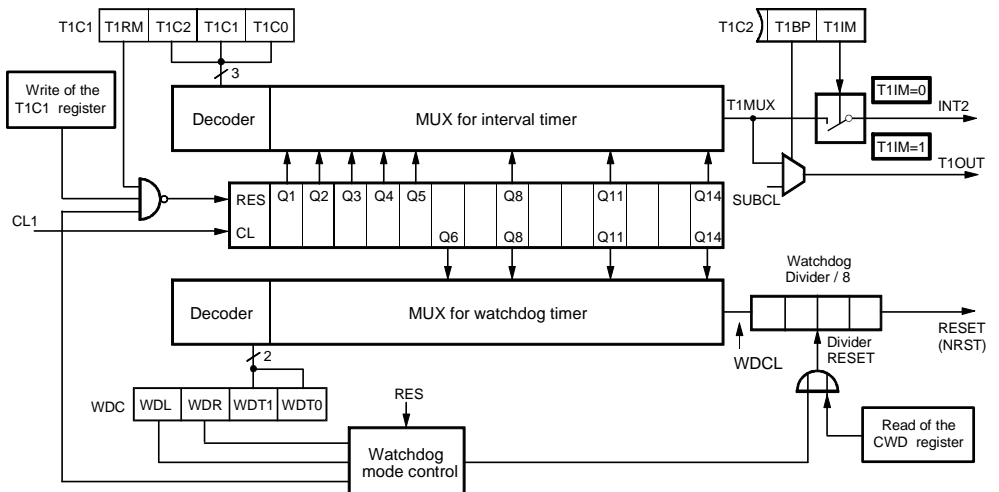 T1C1 T1RM T1C2 T1C1 T1C0
T1C2 T1BP T1IM
3
Write of the
T1C1 register
Decoder
MUX for interval timer
T1MUX
T1IM=0
INT2
T1IM=1
T1OUT
SUBCL
RES Q1 Q2 Q3 Q4 Q5 Q8 Q11 Q14
CL1
CL
Q6 Q8 Q11 Q14
Decoder
MUX for watchdog timer
Watchdog
Divider / 8
RESET
(NRST)
Divider
RESET
WDCL
2
WDC WDL WDR WDT1 WDT0
RES
Watchdog
mode control
Read of the
CWD register